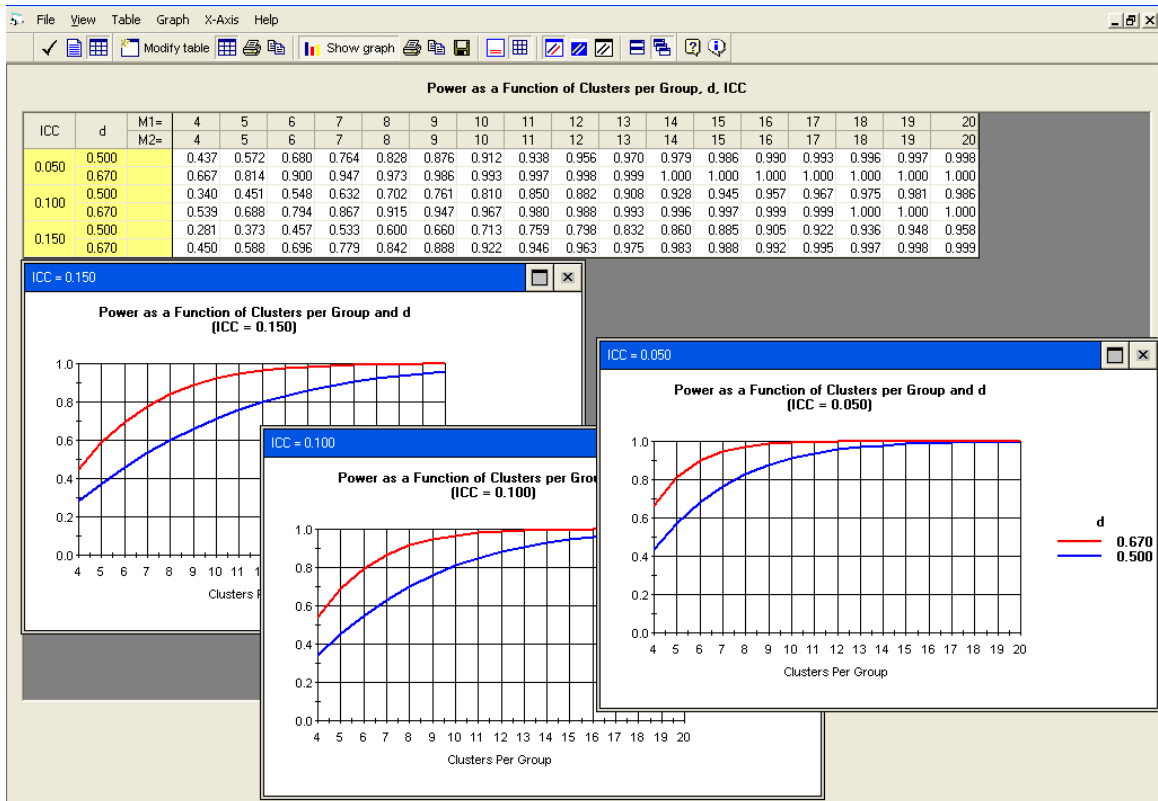 File View Table Graph X-Axis Help
Modify table Show graph
Power as a Function of Clusters per Group, d, ICC
ICC d M1= 4 5 6 7 8 9 10 11 12 13 14 15 16 17 18 19 20
M2= 4 5 6 7 8 9 10 11 12 13 14 15 16 17 18 19 20
0.050 0.500 0.437 0.572 0.680 0.764 0.828 0.876 0.912 0.938 0.956 0.970 0.979 0.986 0.990 0.993 0.996 0.997 0.998
0.670 0.667 0.814 0.900 0.947 0.973 0.986 0.993 0.997 0.998 0.999 1.000 1.000 1.000 1.000 1.000 1.000 1.000
0.100 0.500 0.340 0.451 0.548 0.632 0.702 0.761 0.810 0.850 0.882 0.908 0.928 0.945 0.957 0.967 0.975 0.981 0.986
0.670 0.539 0.688 0.794 0.867 0.915 0.947 0.967 0.980 0.988 0.993 0.996 0.997 0.999 0.999 1.000 1.000 1.000
0.150 0.500 0.281 0.373 0.457 0.533 0.600 0.660 0.713 0.759 0.798 0.832 0.860 0.885 0.905 0.922 0.936 0.948 0.958
0.670 0.450 0.588 0.696 0.779 0.842 0.888 0.922 0.946 0.963 0.975 0.983 0.988 0.992 0.995 0.997 0.998 0.999
ICC = 0.150
Power as a Function of Clusters per Group and d
(ICC = 0.150)
1.0
0.8
0.6
0.4
0.2
0.0
4 5 6 7 8 9 10 11
Clusters
ICC = 0.100
Power as a Function of Clusters per
(ICC = 0.100)
1.0
0.8
0.6
0.4
0.2
0.0
4 5 6 7 8 9 10 11 12 13 14 15 16 17 18 19 20
Clusters Per Group
ICC = 0.050
Power as a Function of Clusters per Group and d
(ICC = 0.050)
1.0
0.8
0.6
0.4
0.2
0.0
4 5 6 7 8 9 10 11 12 13 14 15 16 17 18 19 20
Clusters Per Group
d
0.670
0.500